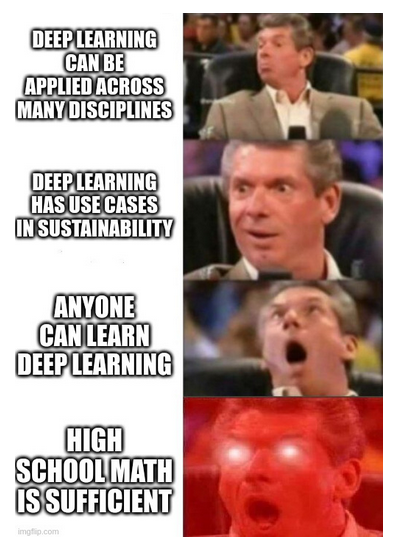 DEEP LEARNING
CAN BE
APPLIED ACROSS
MANY DISCIPLINES
DEEP LEARNING
HAS USE CASES
IN SUSTAINABILITY
ANYONE
CAN LEARN
DEEP LEARNING
HIGH
SCHOOL MATH
IS SUFFICIENT
imgflip.com